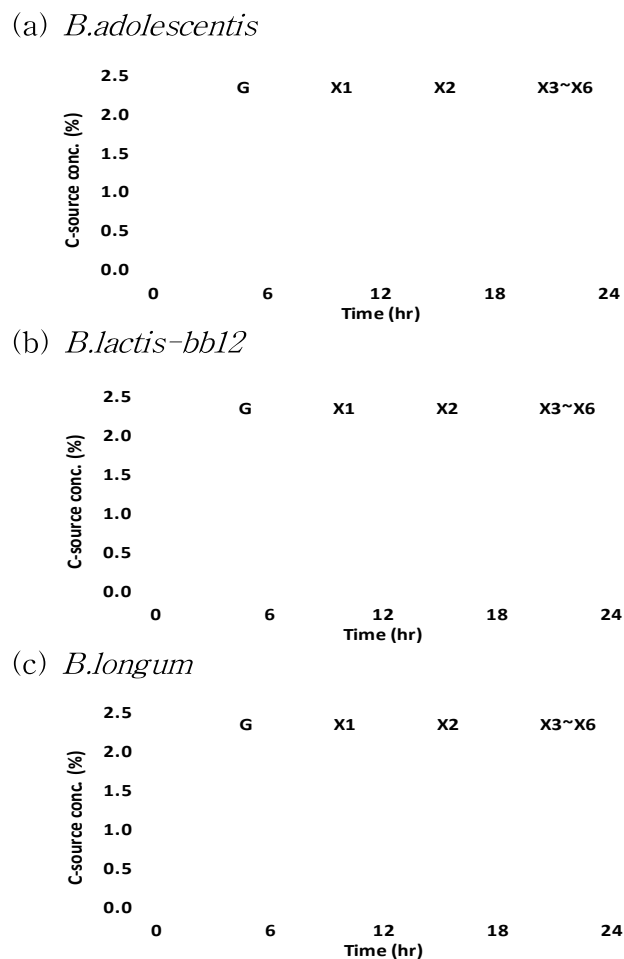 (a) B.adolescentis
2.5
G X1 X2 X3~X6
2.0
1.5
1.0
0.5
0.0
C-source conc. (%)
0 6 12 18 24
Time (hr)
(b) B.lactis-bb12
2.5
G X1 X2 X3~X6
2.0
1.5
1.0
0.5
0.0
C-source conc. (%)
0 6 12 18 24
Time (hr)
(c) B.longum
2.5
G X1 X2 X3~X6
2.0
1.5
1.0
0.5
0.0
C-source conc. (%)
0 6 12 18 24
Time (hr)